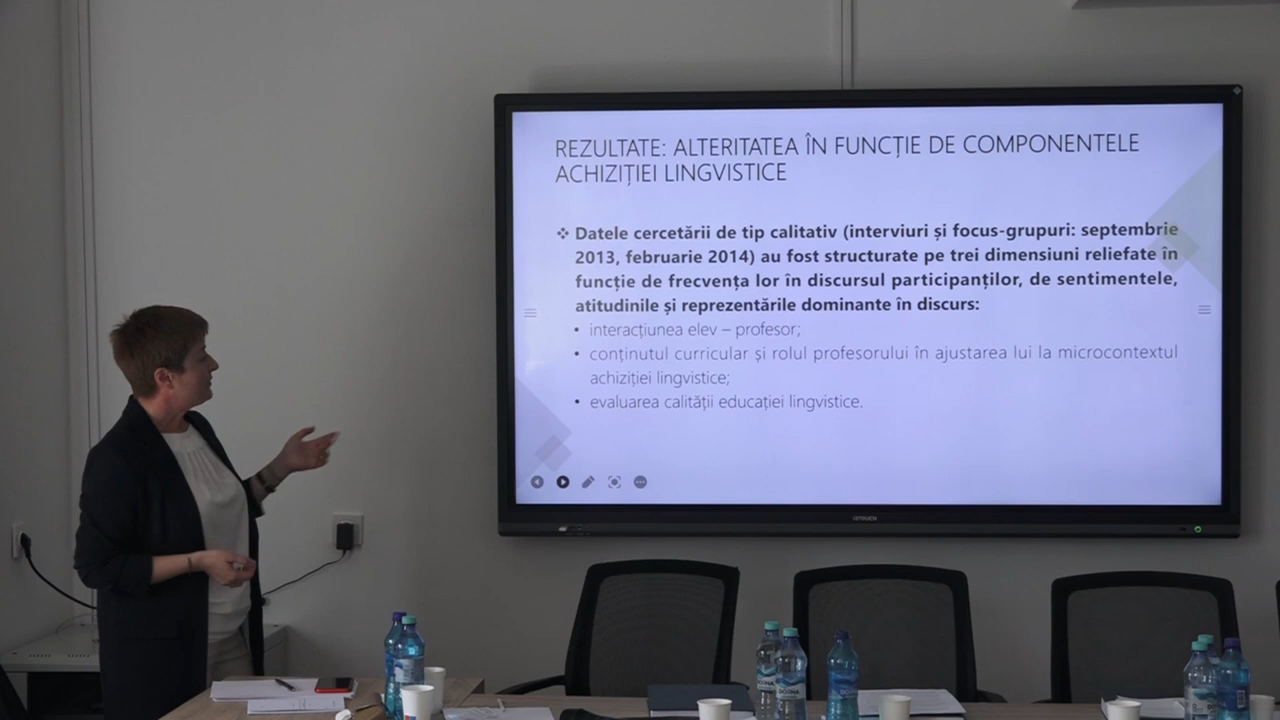 REZULTATE: ALTERITATEA ÎN FUNCȚIE DE COMPONENTELE
ACHIZIȚIEI LINGVISTICE
❖ Datele cercetării de tip calitativ (interviuri și focus-grupuri: septembrie
2013, februarie 2014) au fost structurate pe trei dimensiuni reliefate în
funcție de frecvența lor în discursul participanților, de sentimentele,
atitudinile și reprezentările dominante în discurs:
• interacțiunea elev – profesor;
• conținutul curricular și rolul profesorului în ajustarea lui la microcontextul
achiziției lingvistice;
• evaluarea calității educației lingvistice.
DORNA